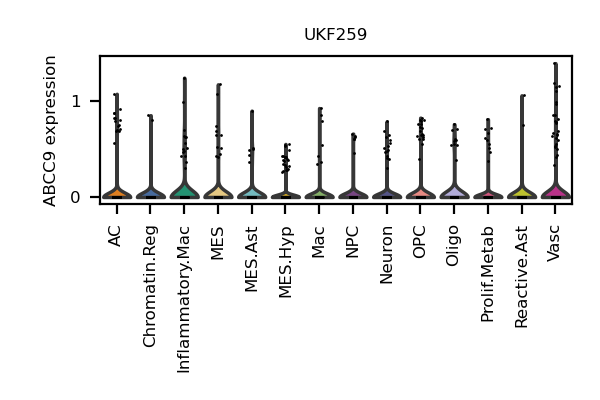 UKF259
ABCC9 expression
1
0
AC
Chromatin.Reg
Inflammatory.Mac
MES
MES.Ast
MES.Hyp
Mac
NPC
Neuron
OPC
Oligo
Prolif.Metab
Reactive.Ast
Vasc